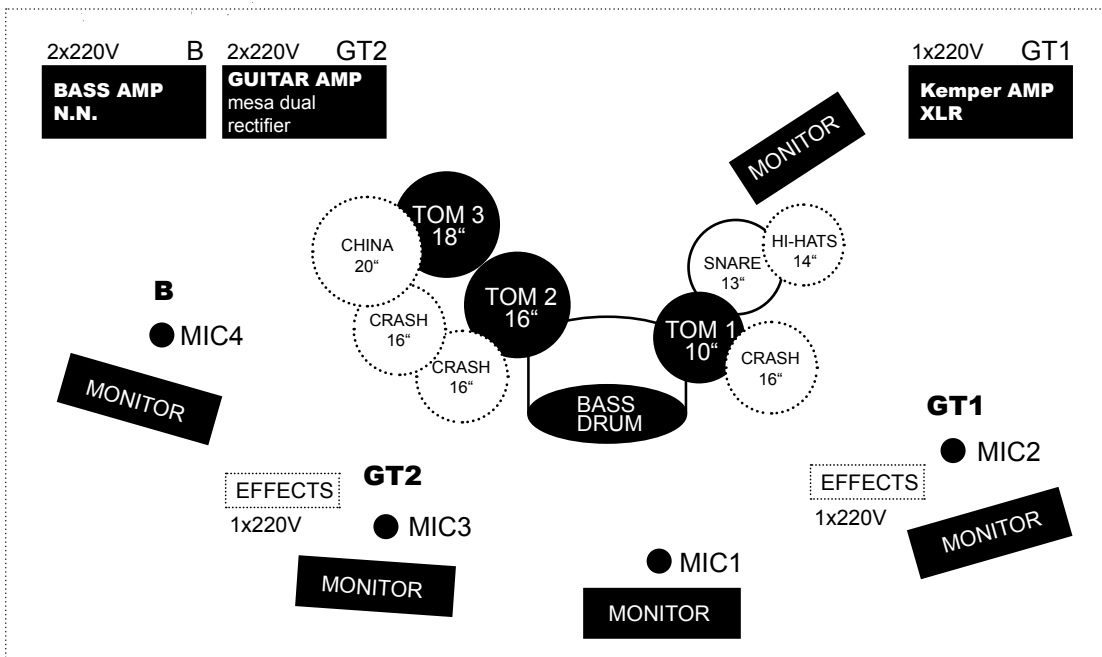 2x220V
B
2x220V
GT2
1x220V
GT1
BASS AMP
N.N.
GUITAR AMP
mesa dual
rectifier
Kemper AMP
XLR
MONITOR
TOM 3
18“
CHINA
20“
HI-HATS
14“
SNARE
13“
B
MIC4
TOM 2
16“
CRASH
16“
TOM 1
10“
CRASH
16“
CRASH
16“
MONITOR
BASS
DRUM
GT1
MIC2
GT2
EFFECTS
1x220V
MIC3
EFFECTS
1x220V
MONITOR
MIC1
MONITOR
MONITOR